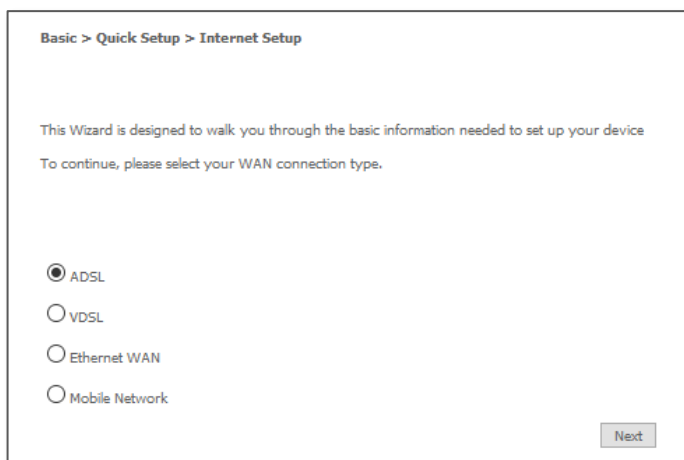 Basic > Quick Setup > Internet Setup
This Wizard is designed to walk you through the basic information needed to set up your device
To continue, please select your WAN connection type.
ADSL
VDSL
Ethernet WAN
Mobile Network
Next